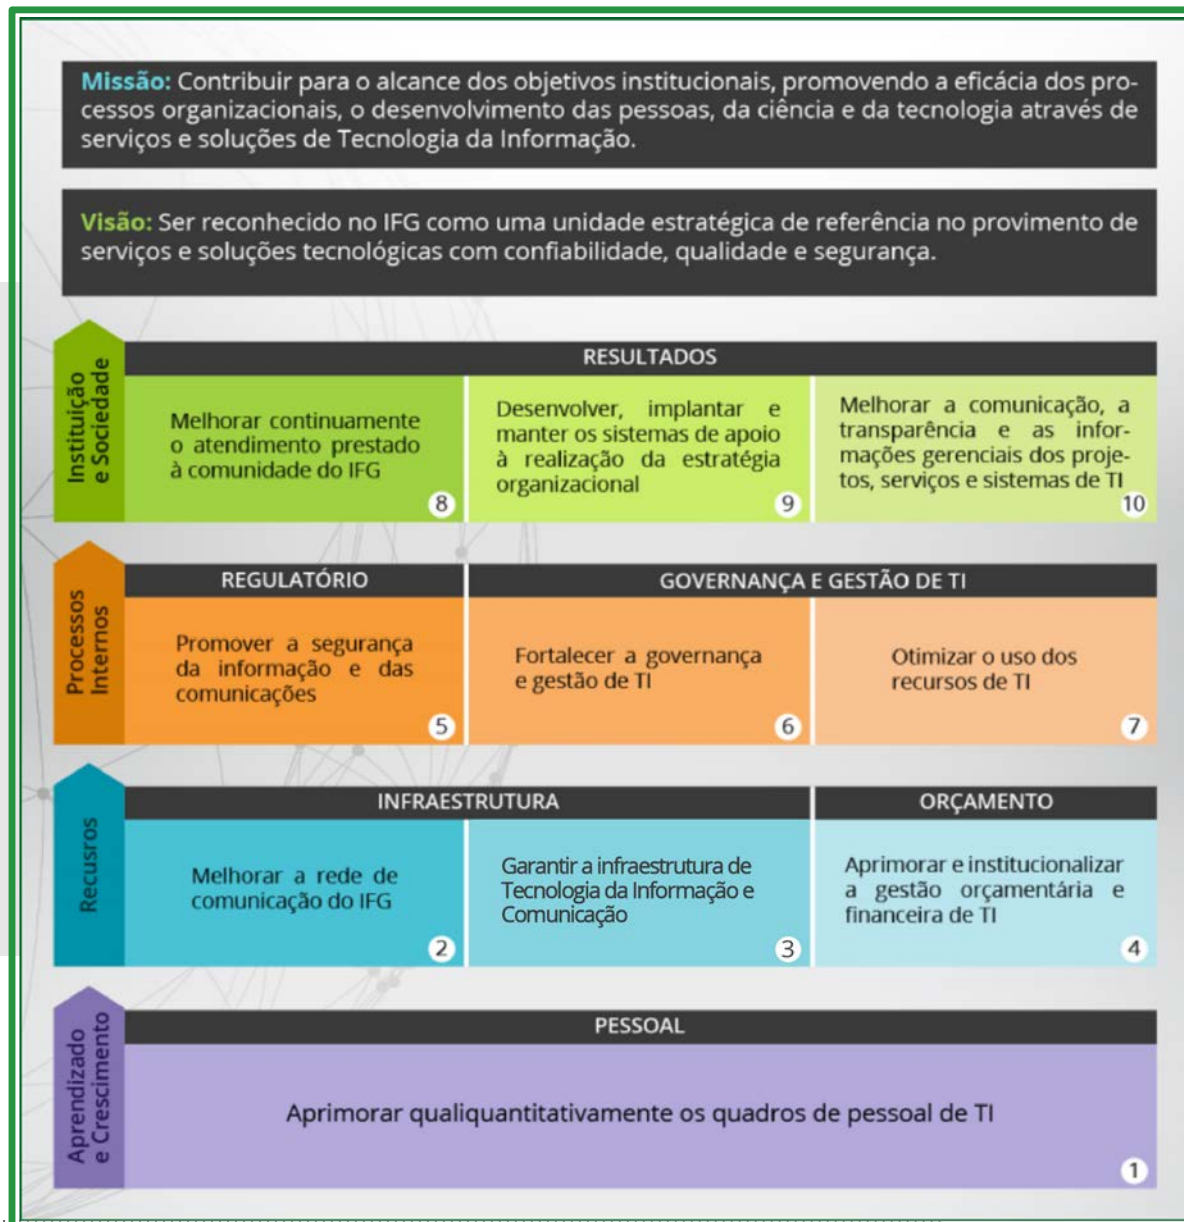 Missão: Contribuir para o alcance dos objetivos institucionais, promovendo a eficácia dos pro-
cessos organizacionais, o desenvolvimento das pessoas, da ciência e da tecnologia através de
serviços e soluções de Tecnologia da Informação.
Visão: Ser reconhecido no IFG como uma unidade estratégica de referência no provimento de
serviços e soluções tecnológicas com confiabilidade, qualidade e segurança.
Instituição
e Sociedade
RESULTADOS
Melhorar continuamente
o atendimento prestado
à comunidade do IFG
8
Desenvolver, implantar e
manter os sistemas de apoio
à realização da estratégia
organizacional
9
Melhorar a comunicação, a
transparência e as infor-
mações gerenciais dos proje-
tos, serviços e sistemas de TI
10
Processos
Internos
REGULATÓRIO
Promover a segurança
da informação e das
comunicações
5
GOVERNANÇA E GESTÃO DE TI
Fortalecer a governança
e gestão de TI
6
Otimizar o uso dos
recursos de TI
7
Recusros
INFRAESTRUTURA
Melhorar a rede de
comunicação do IFG
2
Garantir a infraestrutura de
Tecnologia da Informação e
Comunicação
3
ORÇAMENTO
Aprimorar e institucionalizar
a gestão orçamentária e
financeira de TI
4
Aprendizado
e Crescimento
PESSOAL
Aprimorar qualiquantitativamente os quadros de pessoal de TI
1